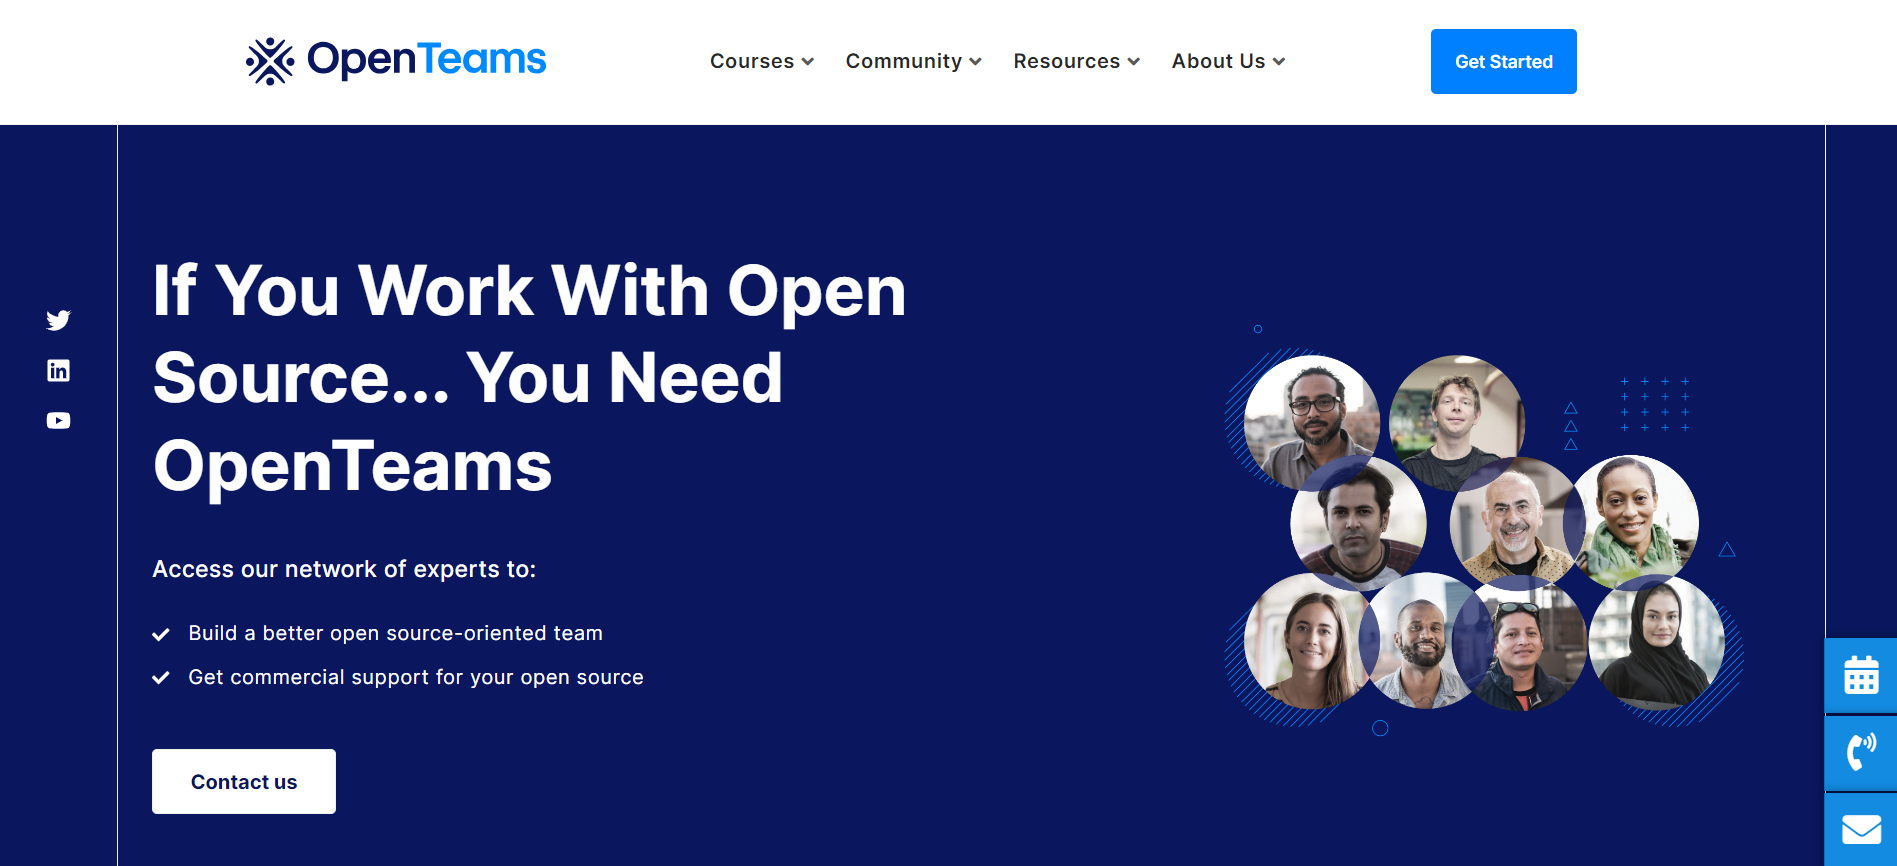 OpenTeams
Courses
Community
Resources
About Us
Get Started
If You Work With Open
Source... You Need
OpenTeams
Access our network of experts to:
Build a better open source-oriented team
Get commercial support for your open source
Contact us